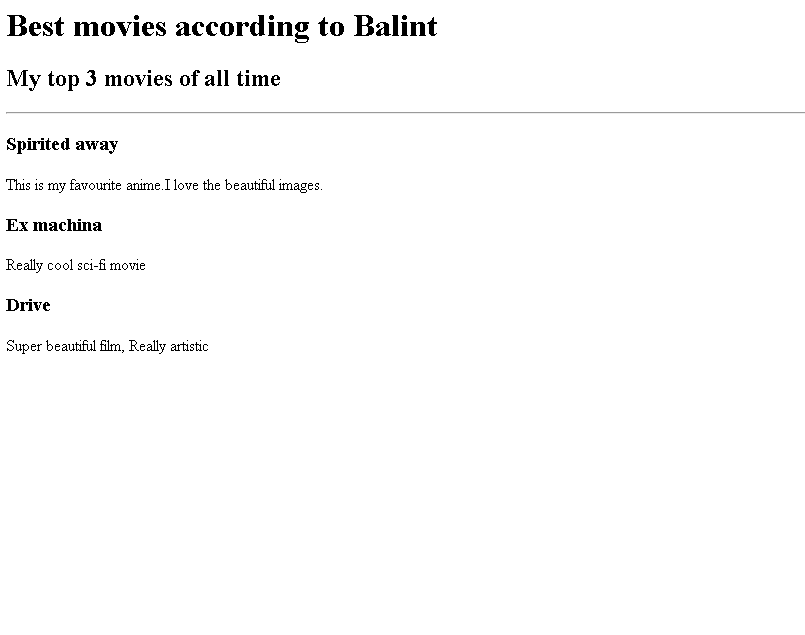 Best movies according to Balint
My top 3 movies of all time
Spirited away
This is my favourite anime.I love the beautiful images.
Ex machina
Really cool sci-fi movie
Drive
Super beautiful film, Really artistic